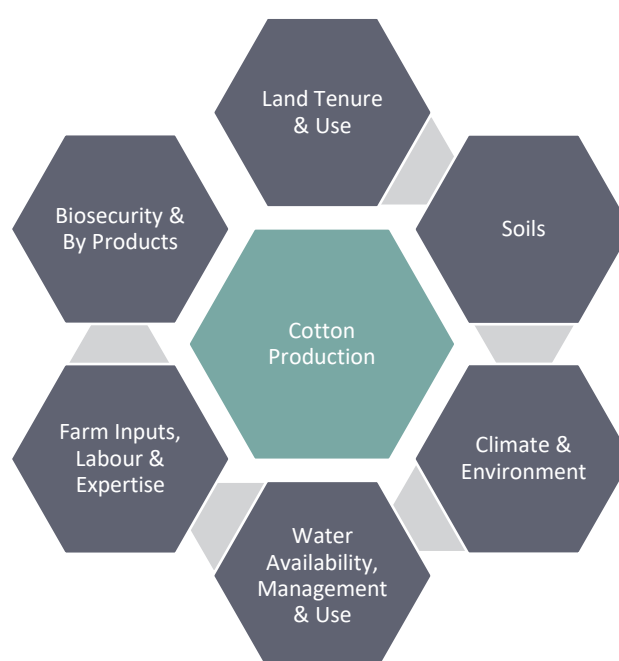 Land Tenure
& Use
Biosecurity &
By Products
Soils
Cotton
Production
Farm Inputs,
Labour &
Expertise
Climate &
Environment
Water
Availability,
Management
& Use